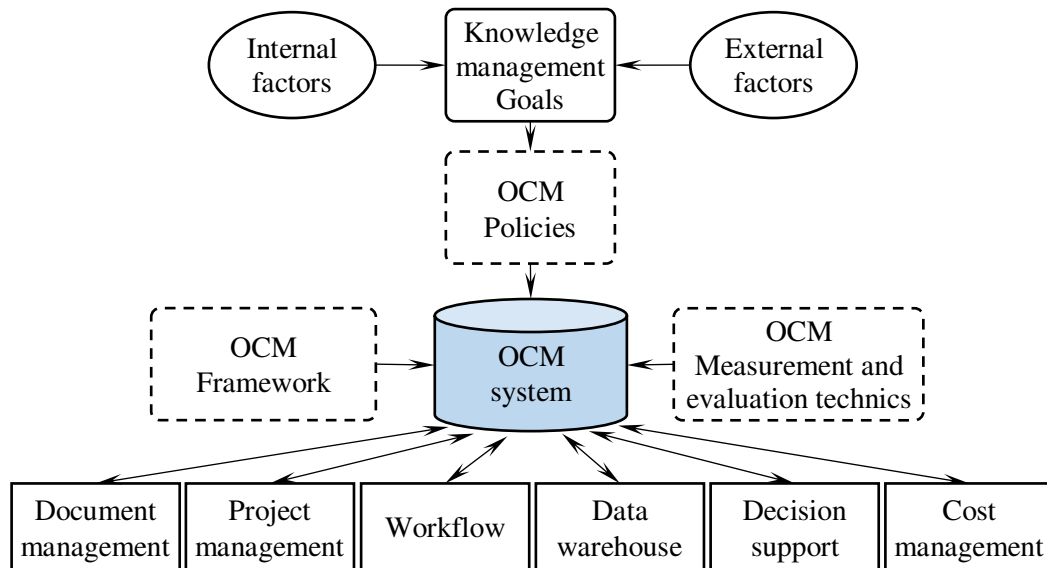 Internal
factors
Knowledge
management
Goals
External
factors
OCM
Policies
OCM
Framework
OCM
system
OCM
Measurement and
evaluation technics
Document
management
Project
management
Workflow
Data
warehouse
Decision
support
Cost
management